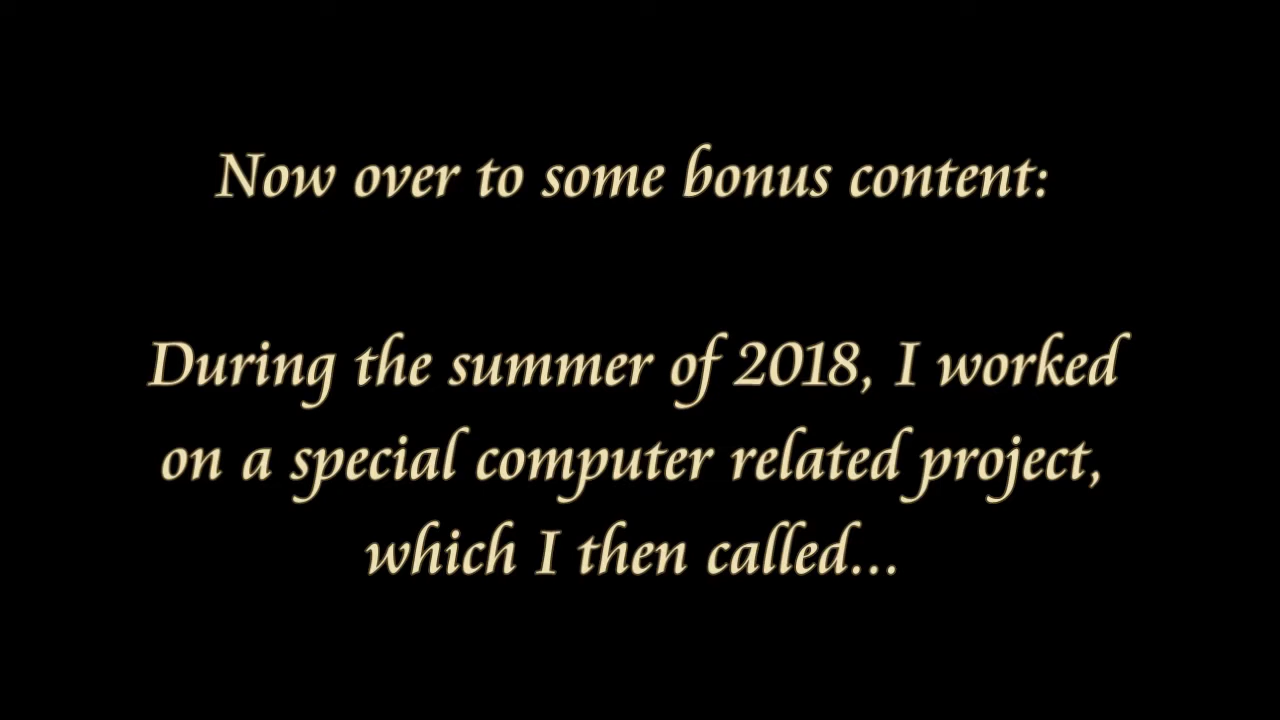 Now over to some bonus content:
During the summer of 2018, I worked
on a special computer related project,
which I then called...